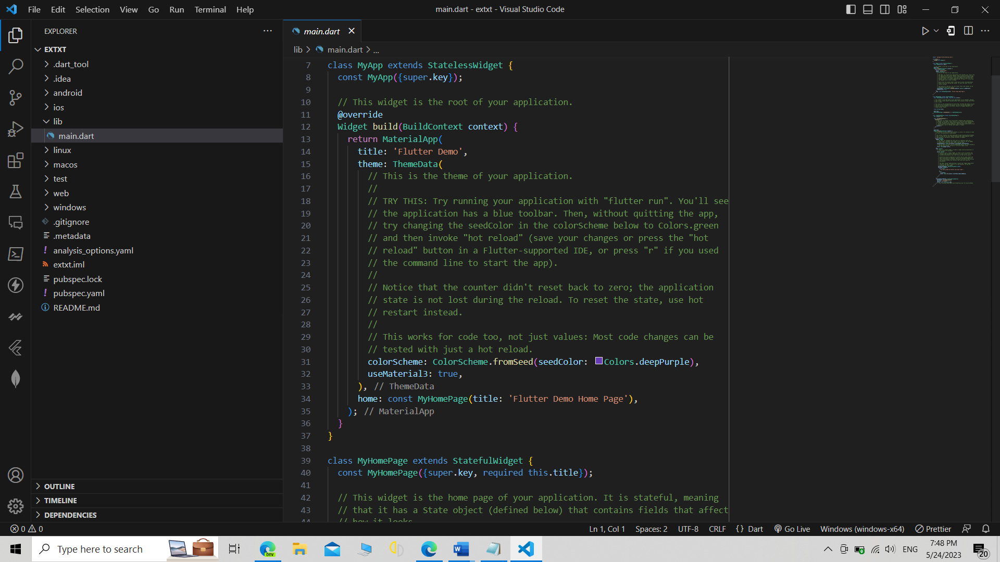 File Edit Selection View Go Run Terminal Help
main.dart - extxt - Visual Studio Code
EXPLORER
EXTXT
.dart_tool
.idea
android
ios
lib
main.dart
linux
macos
test
web
windows
.gitignore
.metadata
analysis_options.yaml
extxt.iml
pubspec.lock
pubspec.yaml
README.md
OUTLINE
TIMELINE
DEPENDENCIES
main.dart
lib > main.dart > ...
7 class MyApp extends StatelessWidget {
8 const MyApp({super.key});
9
10 // This widget is the root of your application.
11 @override
12 Widget build(BuildContext context) {
13 return MaterialApp(
14 title: 'Flutter Demo',
15 theme: ThemeData(
16 // This is the theme of your application.
17 //
18 // TRY THIS: Try running your application with "flutter run". You'll see
19 // the application has a blue toolbar. Then, without quitting the app,
20 // try changing the seedColor in the colorScheme below to Colors.green
21 // and then invoke "hot reload" (save your changes or press the "hot
22 // reload" button in a Flutter-supported IDE, or press "r" if you used
23 // the command line to start the app).
24 //
25 // Notice that the counter didn't reset back to zero; the application
26 // state is not lost during the reload. To reset the state, use hot
27 // restart instead.
28 //
29 // This works for code too, not just values: Most code changes can be
30 // tested with just a hot reload.
31 colorScheme: ColorScheme.fromSeed(seedColor: Colors.deepPurple),
32 useMaterial3: true,
33 ), // ThemeData
34 home: const MyHomePage(title: 'Flutter Demo Home Page'),
35 ); // MaterialApp
36 }
37 }
38
39 class MyHomePage extends StatefulWidget {
40 const MyHomePage({super.key, required this.title});
41
42 // This widget is the home page of your application. It is stateful, meaning
43 // that it has a State object (defined below) that contains fields that affect
44 // how it looks.
0 0 Ln 1, Col 1 Spaces: 2 UTF-8 CRLF {} Dart Go Live Windows (windows-x64) Prettier
Type here to search
DEV
ENG
7:48 PM
5/24/2023
20